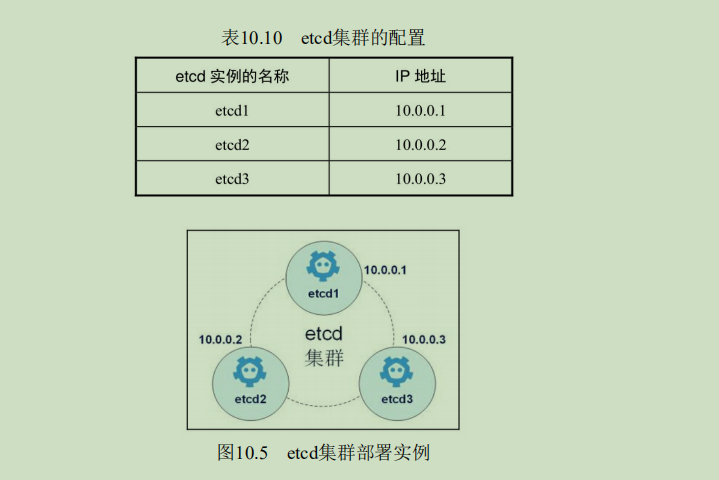 表10.10 etcd集群的配置
etcd 实例的名称 IP 地址
etcd1 10.0.0.1
etcd2 10.0.0.2
etcd3 10.0.0.3
10.0.0.1
etcd1
etcd
集群
10.0.0.2 10.0.0.3
etcd2 etcd3
图10.5 etcd集群部署实例